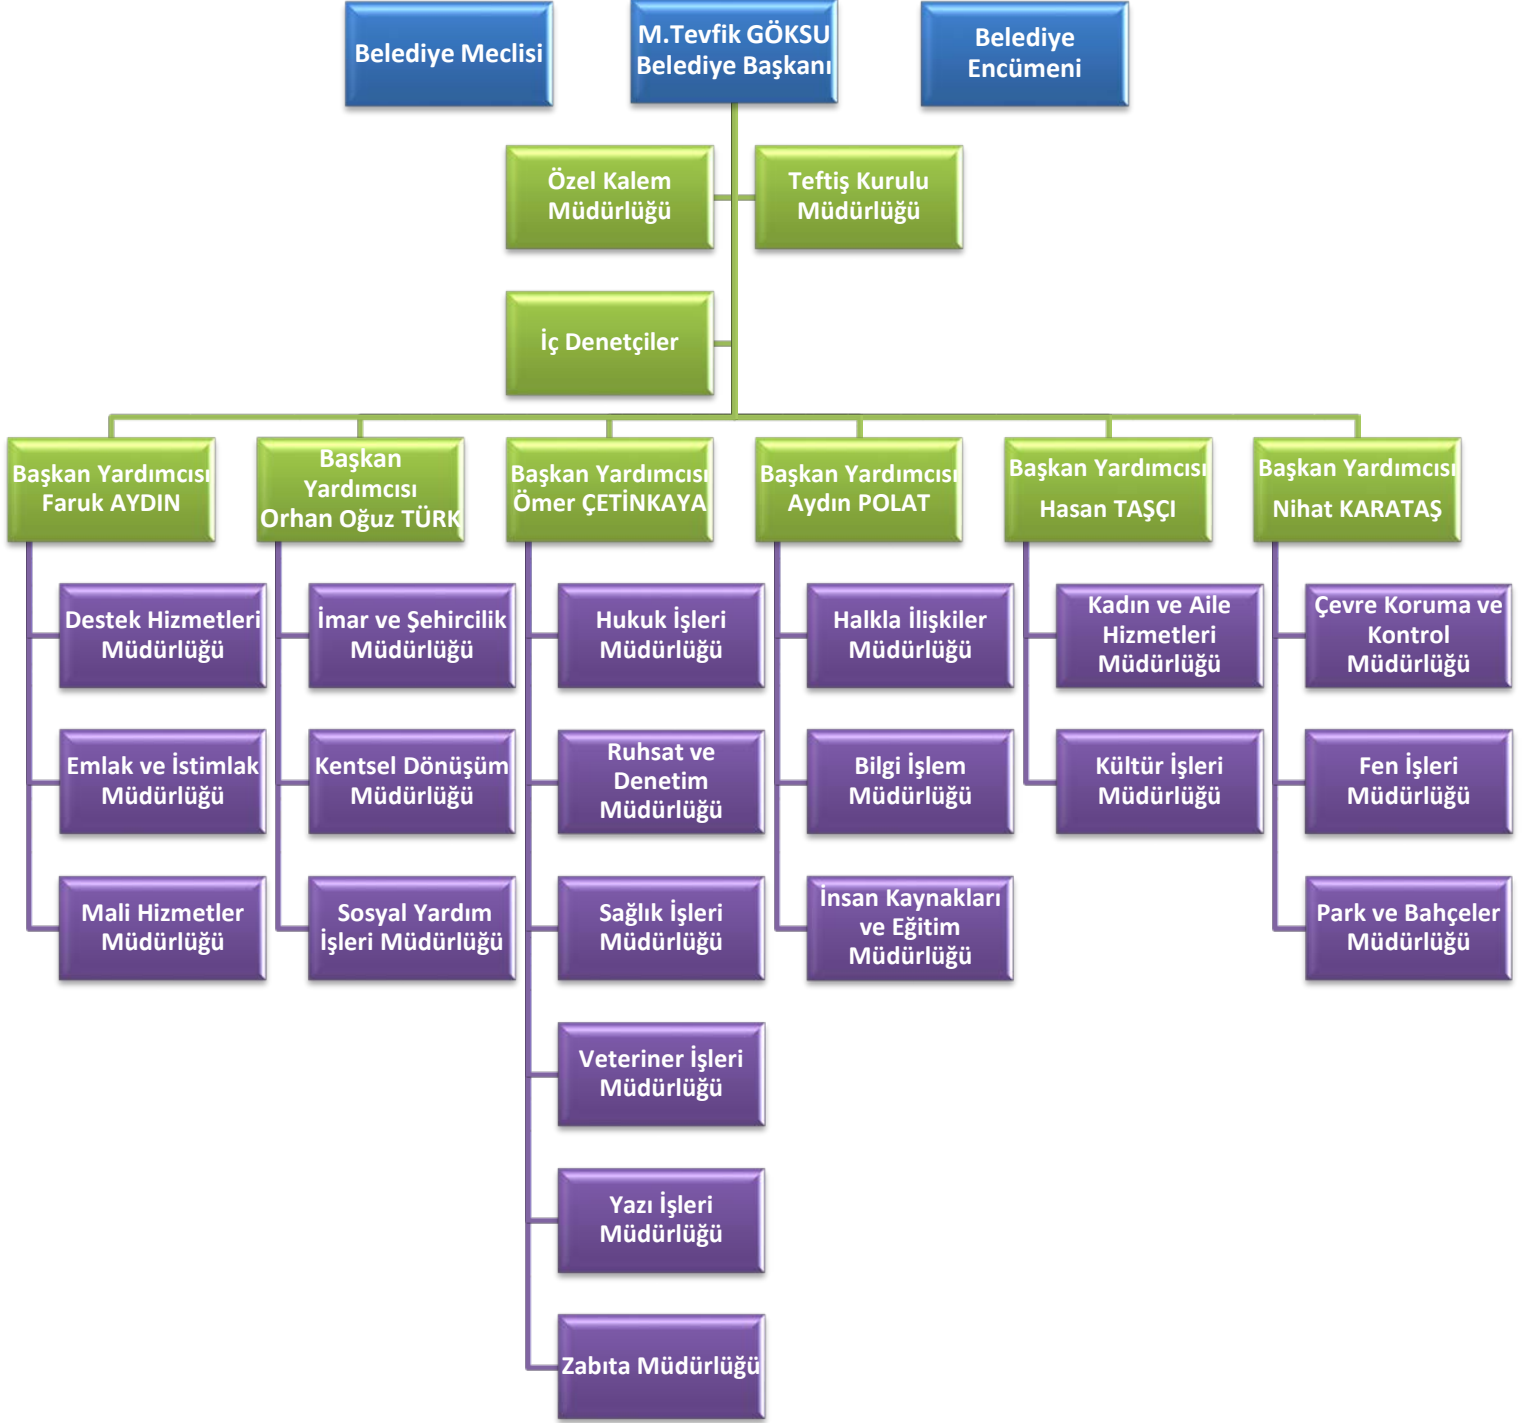 Belediye Meclisi
M.Tevfik GÖKSU
Belediye Başkanı
Belediye
Encümeni
Özel Kalem
Müdürlüğü
Teftiş Kurulu
Müdürlüğü
İç Denetçiler
Başkan Yardımcısı
Faruk AYDIN
Başkan
Yardımcısı
Orhan Oğuz TÜRK
Başkan Yardımcısı
Ömer ÇETİNKAYA
Başkan Yardımcısı
Aydın POLAT
Başkan Yardımcısı
Hasan TAŞÇI
Başkan Yardımcısı
Nihat KARATAŞ
Destek Hizmetleri
Müdürlüğü
İmar ve Şehircilik
Müdürlüğü
Hukuk İşleri
Müdürlüğü
Halkla İlişkiler
Müdürlüğü
Kadın ve Aile
Hizmetleri
Müdürlüğü
Çevre Koruma ve
Kontrol
Müdürlüğü
Emlak ve İstimlak
Müdürlüğü
Kentsel Dönüşüm
Müdürlüğü
Ruhsat ve
Denetim
Müdürlüğü
Bilgi İşlem
Müdürlüğü
Kültür İşleri
Müdürlüğü
Fen İşleri
Müdürlüğü
Mali Hizmetler
Müdürlüğü
Sosyal Yardım
İşleri Müdürlüğü
Sağlık İşleri
Müdürlüğü
İnsan Kaynakları
ve Eğitim
Müdürlüğü
Park ve Bahçeler
Müdürlüğü
Veteriner İşleri
Müdürlüğü
Yazı İşleri
Müdürlüğü
Zabıta Müdürlüğü